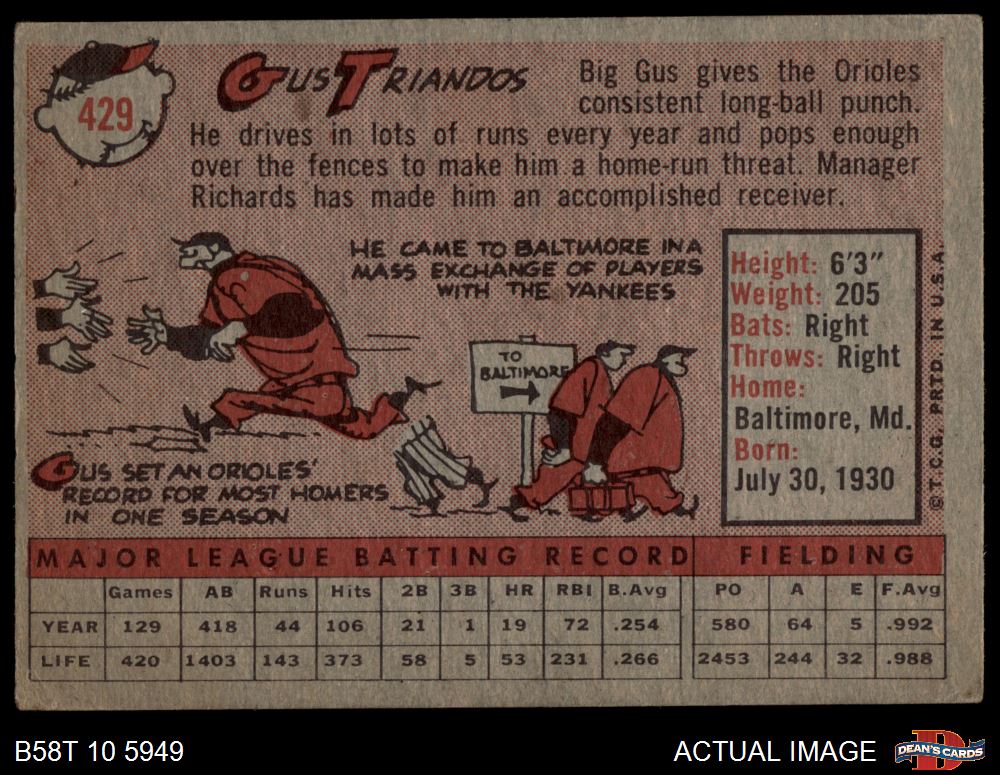 429
GUS TRIANDOS
Big Gus gives the Orioles
consistent long-ball punch.
He drives in lots of runs every year and pops enough
over the fences to make him a home-run threat. Manager
Richards has made him an accomplished receiver.
HE CAME TO BALTIMORE IN A
MASS EXCHANGE OF PLAYERS
WITH THE YANKEES
TO
BALTIMORE
GUS SET AN ORIOLES'
RECORD FOR MOST HOMERS
IN ONE SEASON
Height: 6'3"
Weight: 205
Bats: Right
Throws: Right
Home:
Baltimore, Md.
Born:
July 30, 1930
©T.C.G. PRTD. IN U.S.A.
MAJOR LEAGUE BATTING RECORD FIELDING
Games AB Runs Hits 2B 3B HR RBI B.Avg PO A E F.Avg
YEAR 129 418 44 106 21 1 19 72 .254 580 64 5 .992
LIFE 420 1403 143 373 58 5 53 231 .266 2453 244 32 .988
B58T 10 5949
ACTUAL IMAGE
D
DEAN'S CARDS